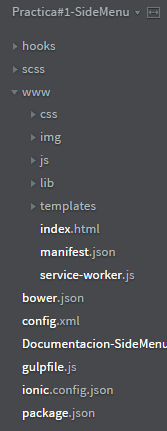 Practica#1-SideMenu
hooks
scss
www
css
img
js
lib
templates
index.html
manifest.json
service-worker.js
bower.json
config.xml
Documentacion-SideMenu
gulpfile.js
ionic.config.json
package.json